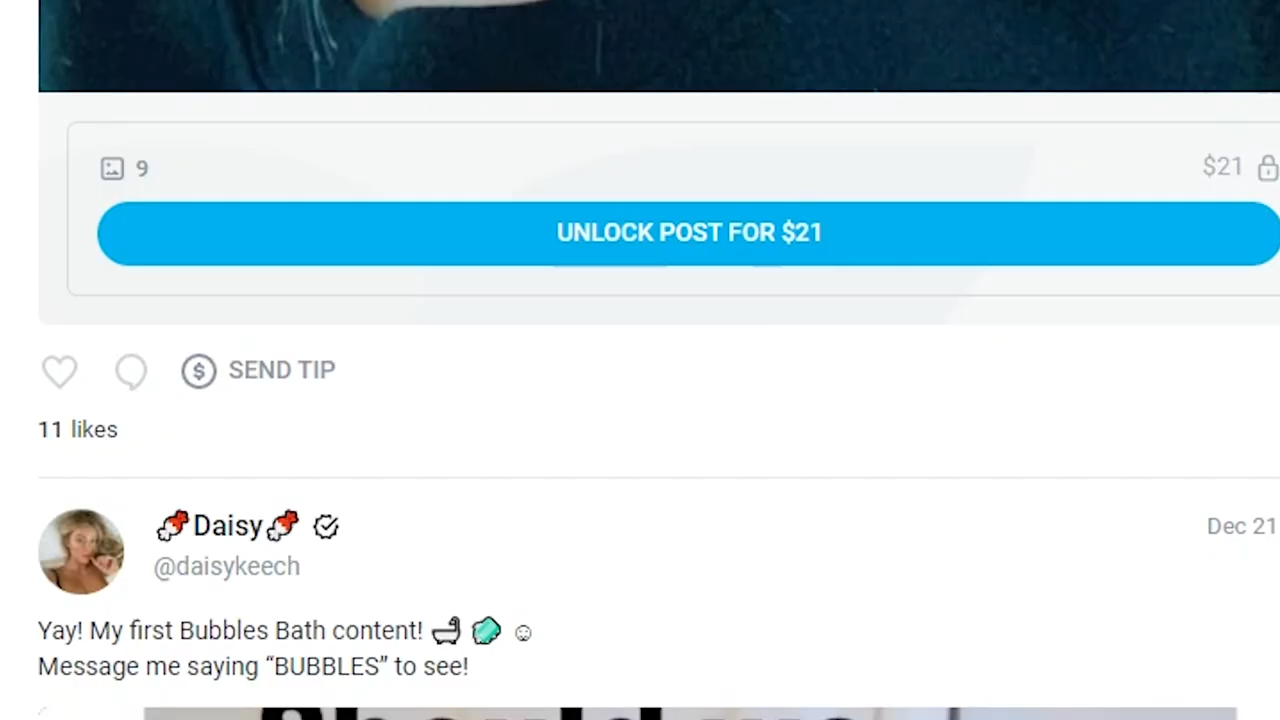 9
$21
UNLOCK POST FOR $21
SEND TIP
11 likes
Daisy
Dec 21
@daisykeech
Yay! My first Bubbles Bath content!
Message me saying “BUBBLES” to see!